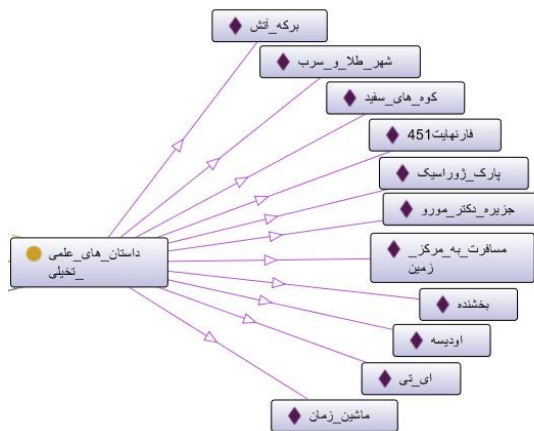 برکه_آتش
شهر_طلا_و_سرب
کوه_های_سفید
فارنهایت451
پارک_ژوراسیک
جزیره_دکتر_مورو
داستان_های_علمی
_تخیلی
مسافرت_به_مرکز_
زمین
بخشنده
اودیسه
ای_تی
ماشین_زمان